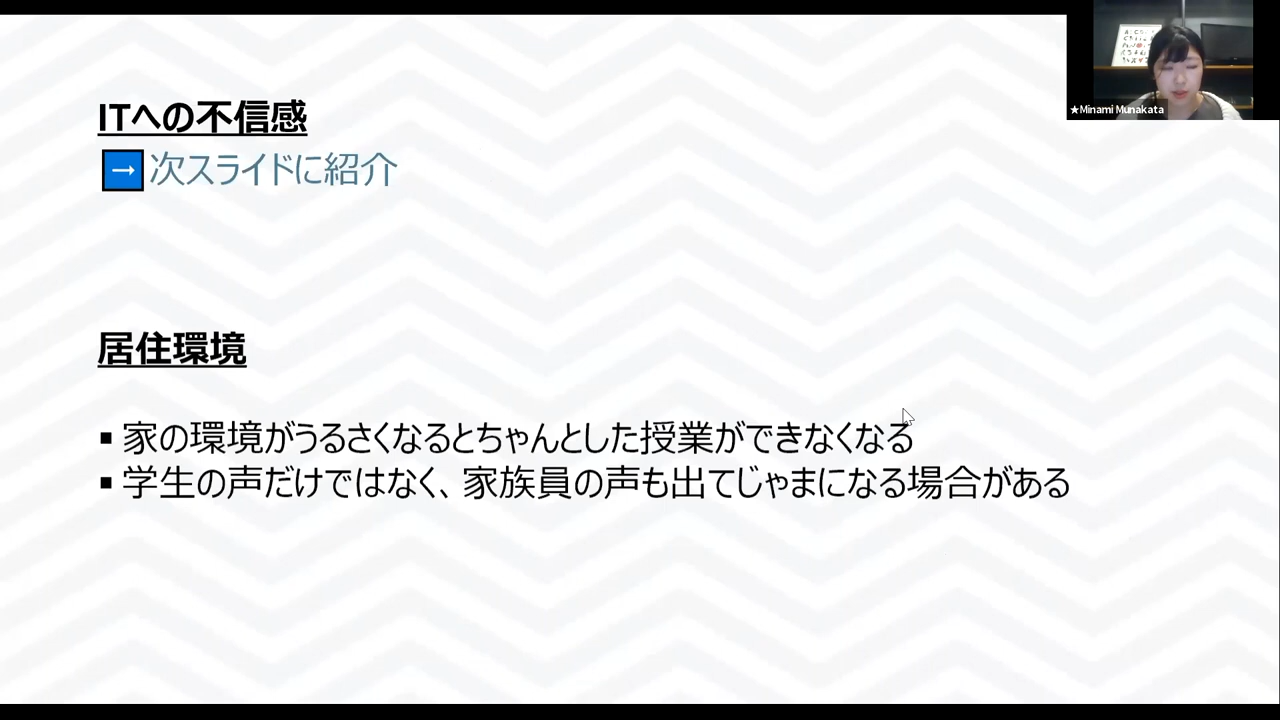 ITへの不信感
➡次スライドに紹介
★Minami Munakata
居住環境
▪ 家の環境がうるさくなるとちゃんとした授業ができなくなる
▪ 学生の声だけではなく、家族員の声も出てじゃまになる場合がある